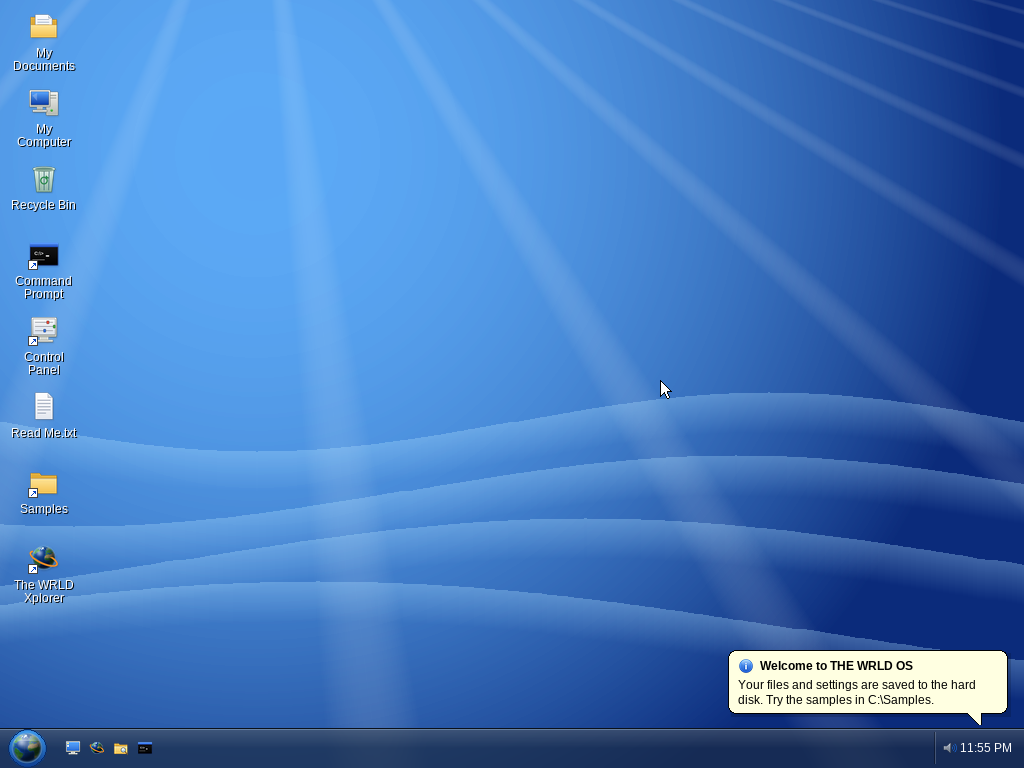 My
Documents
My
Computer
Recycle Bin
Command
Prompt
Control
Panel
Read Me.txt
Samples
The WRLD
Xplorer
Welcome to THE WRLD OS
Your files and settings are saved to the hard
disk. Try the samples in C:\Samples.
11:55 PM